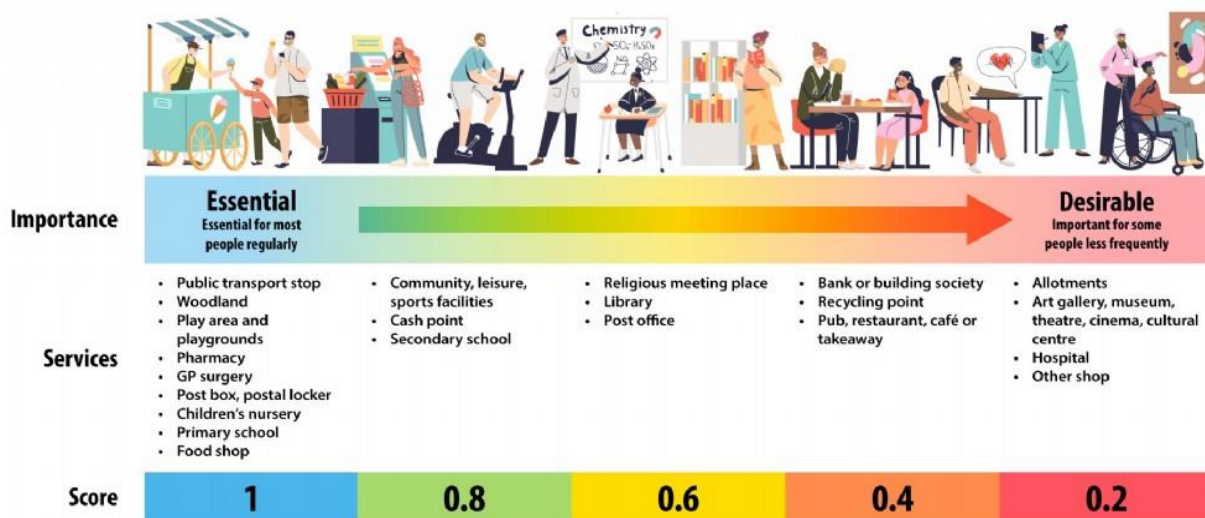 Chemistry
Importance
Essential
Essential for most
people regularly
Desirable
Important for some
people less frequently
Services
• Public transport stop
• Woodland
• Play area and
playgrounds
• Pharmacy
• GP surgery
• Post box, postal locker
• Children's nursery
• Primary school
• Food shop
• Community, leisure,
sports facilities
• Cash point
• Secondary school
• Religious meeting place
• Library
• Post office
• Bank or building society
• Recycling point
• Pub, restaurant, café or
takeaway
• Allotments
• Art gallery, museum,
theatre, cinema, cultural
centre
• Hospital
• Other shop
Score
1
0.8
0.6
0.4
0.2